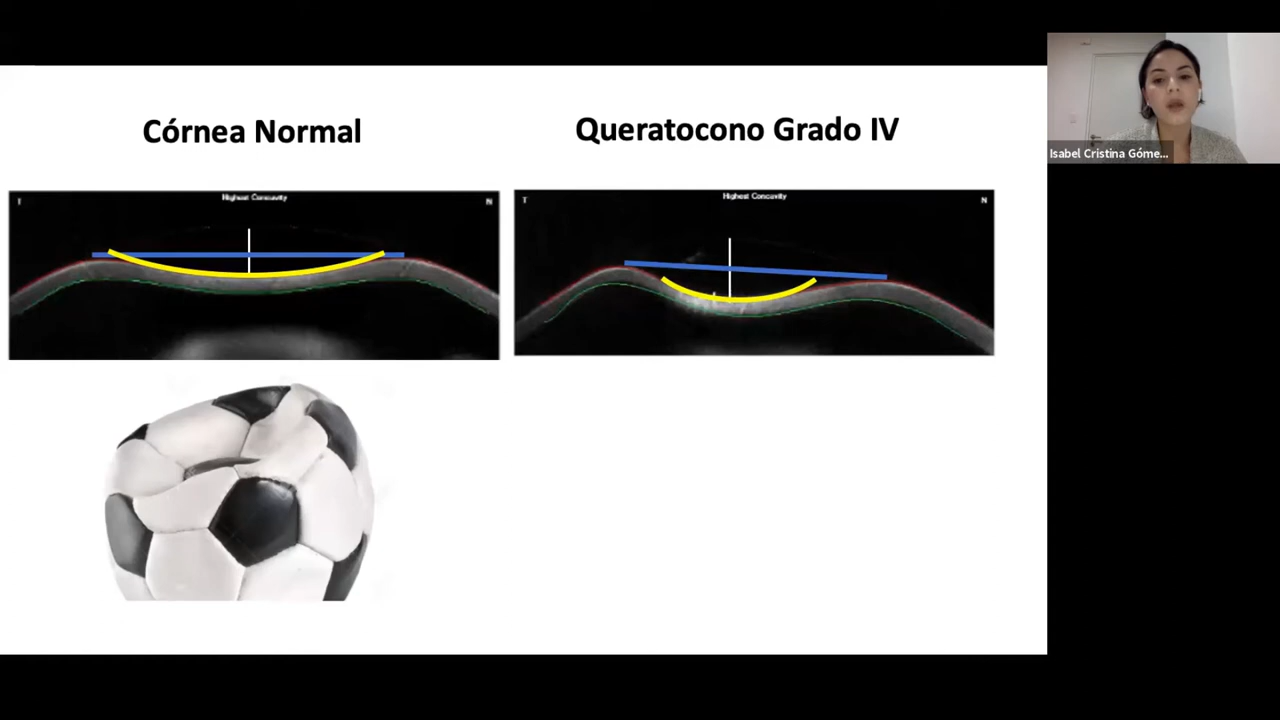 Córnea Normal
Queratocono Grado IV
T
Highest Concavity
N
T
Highest Concavity
N
Isabel Cristina Góme...